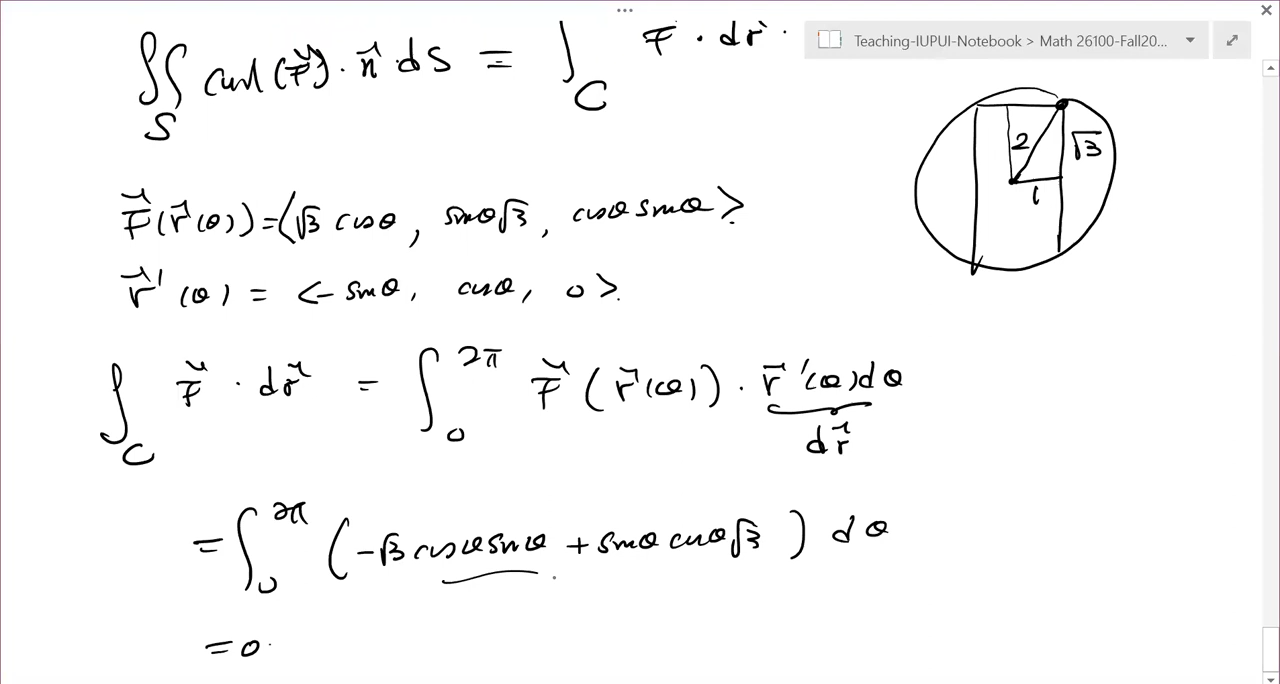 ∬_S curl(F⃗)·n⃗ dS = ∫_C F · dr .
Teaching-IUPUI-Notebook > Math 26100-Fall20...
2
√3
1
F⃗(r⃗(θ)) = ⟨√3 cosθ, sinθ√3, cosθ sinθ⟩.
r⃗'(θ) = <-sinθ, cosθ, 0>.
∫_C F⃗ · dr⃗ = ∫_0^{2π} F⃗(r⃗(θ)) · r⃗'(θ)dθ
dr⃗
= ∫_0^{2π} (-√3 cosθ sinθ + sinθ cosθ√3) dθ
= 0.